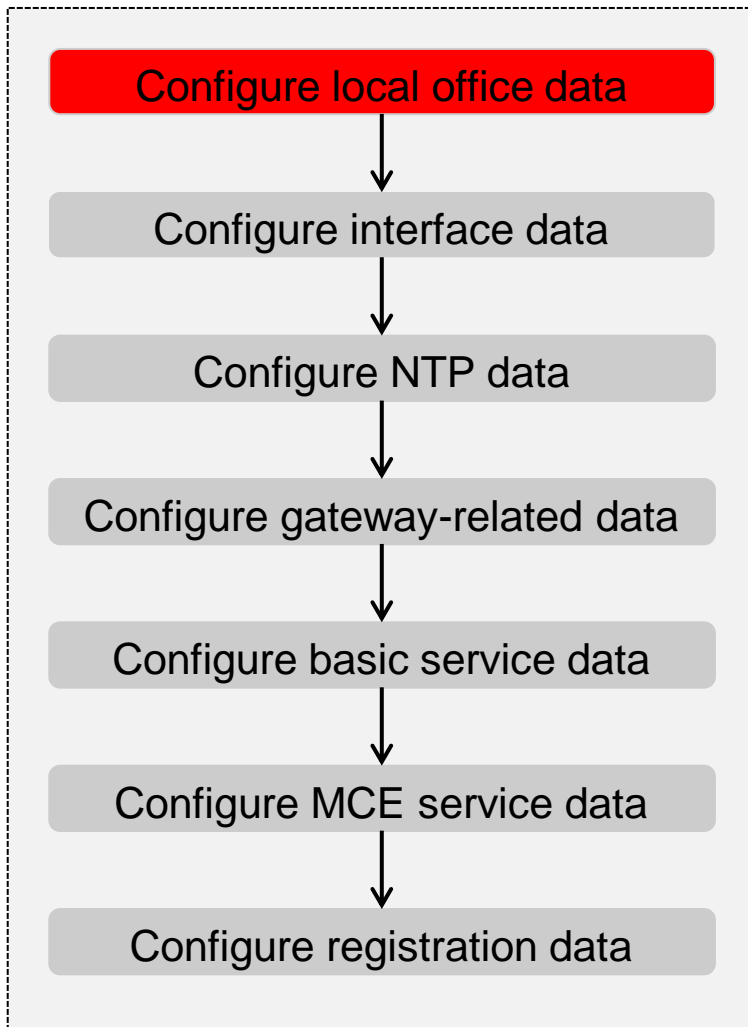 Configure local office data
Configure interface data
Configure NTP data
Configure gateway-related data
Configure basic service data
Configure MCE service data
Configure registration data